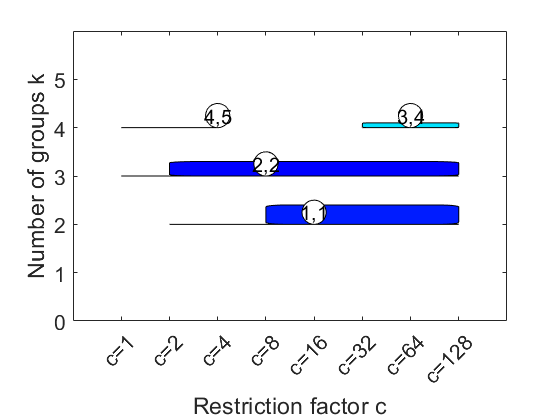 Number of groups k
5
4
3
2
1
0
4,5
3,4
2,2
1,1
c=1
c=2
c=4
c=8
c=16
c=32
c=64
c=128
Restriction factor c